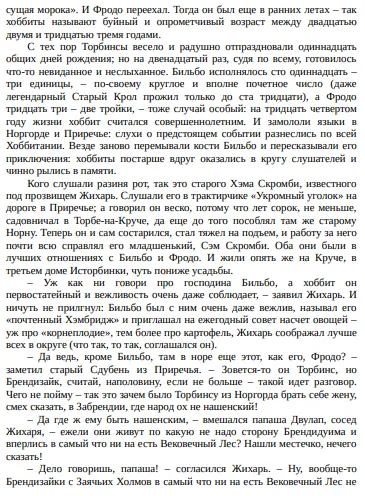 сущая морока». И Фродо переехал. Тогда он был еще в ранних летах – так
хоббиты называют буйный и опрометчивый возраст между двадцатью
двумя и тридцатью тремя годами.
С тех пор Торбинсы весело и радушно отпраздновали одиннадцать
общих дней рождения; но на двенадцатый раз, судя по всему, готовилось
что-то невиданное и неслыханное. Бильбо исполнялось сто одиннадцать –
три единицы, – по-своему круглое и вполне почетное число (даже
легендарный Старый Крол прожил только до ста тридцати), а Фродо
тридцать три – две тройки, – тоже случай особый: на тридцать четвертом
году жизни хоббит считался совершеннолетним. И замололи языки в
Норгорде и Приречье: слухи о предстоящем событии разнеслись по всей
Хоббитании. Везде заново перемывали кости Бильбо и пересказывали его
приключения: хоббиты постарше вдруг оказались в кругу слушателей и
чинно рылись в памяти.
Кого слушали разиня рот, так это старого Хэма Скромби, известного
под прозвищем Жихарь. Слушали его в трактирчике «Укромный уголок» на
дороге в Приречье; а говорил он веско, потому что лет сорок, не меньше,
садовничал в Торбе-на-Круче, да еще до того пособлял там же старому
Норну. Теперь он и сам состарился, стал тяжел на подъем, и работу за него
почти всю справлял его младшенький, Сэм Скромби. Оба они были в
лучших отношениях с Бильбо и Фродо. И жили опять же на Круче, в
третьем доме Исторбинки, чуть пониже усадьбы.
– Уж как ни говори про господина Бильбо, а хоббит он
первостатейный и вежливость очень даже соблюдает, – заявил Жихарь. И
ничуть не прилгнул: Бильбо был с ним очень даже вежлив, называл его
«почтенный Хэмбридж» и приглашал на ежегодный совет насчет овощей –
уж про «корнеплодие», тем более про картофель, Жихарь соображал лучше
всех в округе (что так, то так, соглашался он).
– Да ведь, кроме Бильбо, там в норе еще этот, как его, Фродо? –
заметил старый Сдубень из Приречья. – Зовется-то он Торбинс, но
Брендизайк, считай, наполовину, если не больше – такой идет разговор.
Чего не пойму – так это зачем было Торбинсу из Норгорда брать себе жену,
смех сказать, в Забрендии, где народ ох не нашенский!
– Да где ж ему быть нашенским, – вмешался папаша Двулап, сосед
Жихаря, – ежели они живут по какую не надо сторону Брендидуима и
вперлись в самый что ни на есть Вековечный Лес? Нашли местечко, нечего
сказать!
– Дело говоришь, папаша! – согласился Жихарь. – Ну, вообще-то
Брендизайки с Заячьих Холмов в самый что ни на есть Вековечный Лес не